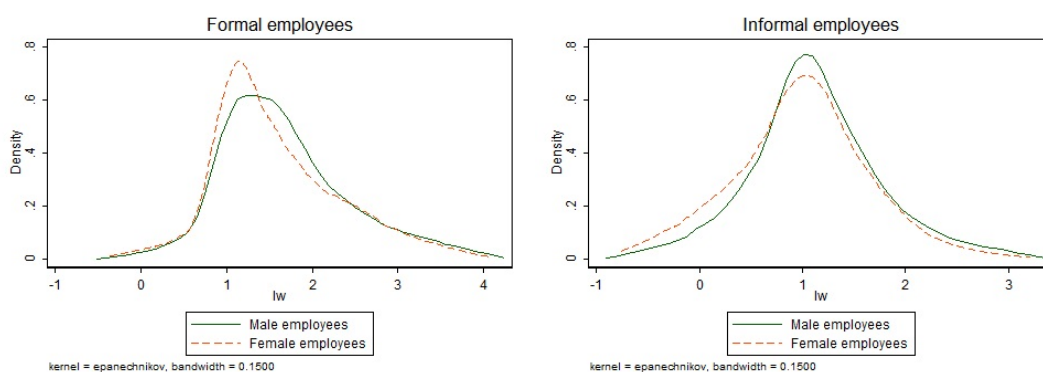 Formal employees
.8
.6
.4
.2
0
Density
-1 0 1 2 3 4
lw
Male employees
Female employees
kernel = epanechnikov, bandwidth = 0.1500
Informal employees
.8
.6
.4
.2
0
Density
-1 0 1 2 3
lw
Male employees
Female employees
kernel = epanechnikov, bandwidth = 0.1500